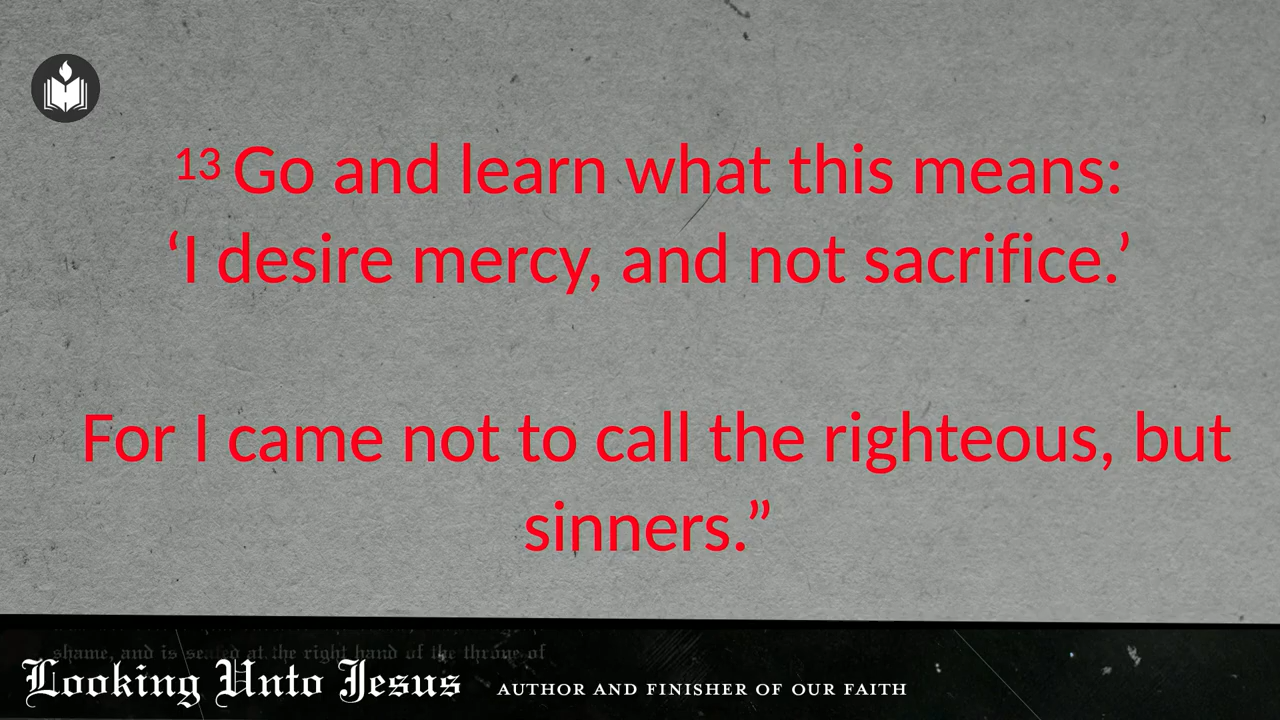 13 Go and learn what this means:
‘I desire mercy, and not sacrifice.’
For I came not to call the righteous, but
sinners.”
shame, and is seated at the right hand of the throne of
Looking Unto Jesus AUTHOR AND FINISHER OF OUR FAITH